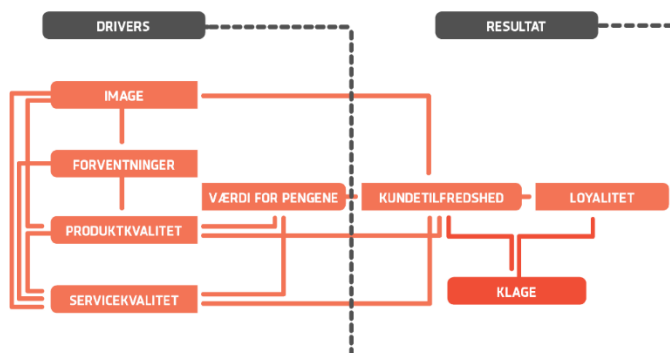 DRIVERS
RESULTAT
IMAGE
FORVENTNINGER
VÆRDI FOR PENGENE
KUNDETILFREDSHED
LOYALITET
PRODUKTKVALITET
KLAGE
SERVICEKVALITET